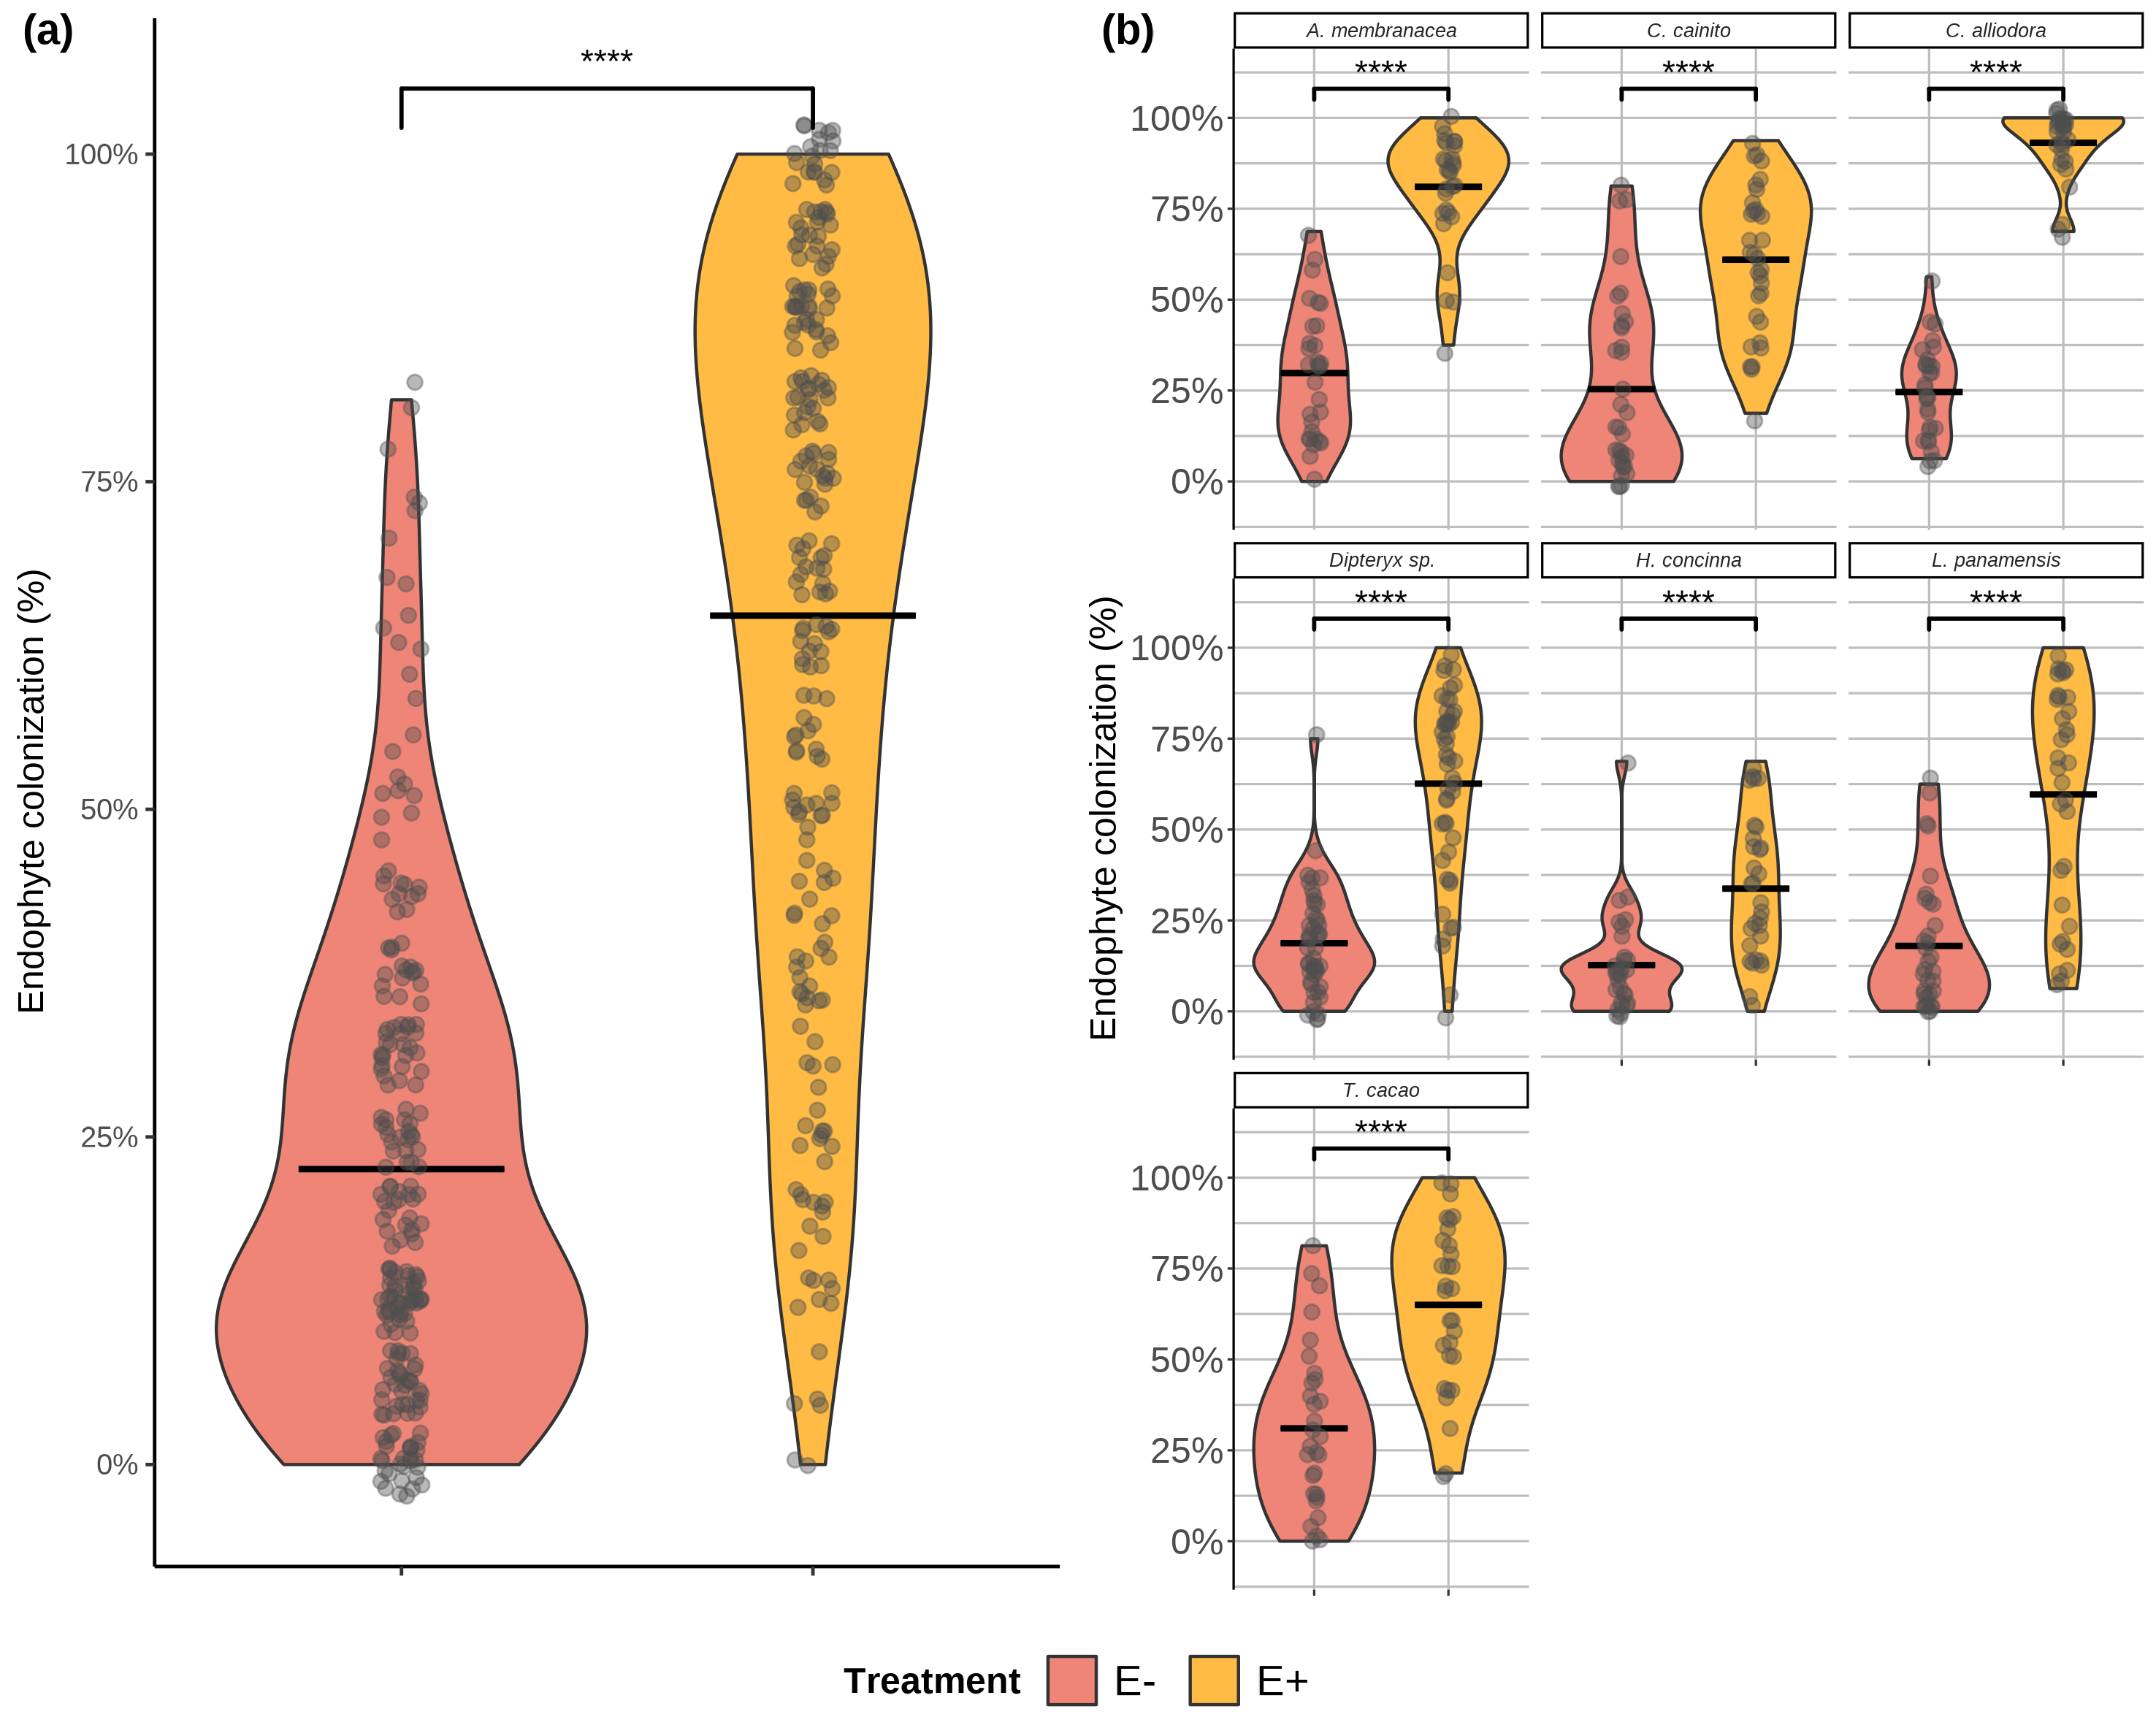 (a)
****
100%
75%
50%
25%
0%
Endophyte colonization (%)
(b)
A. membranacea
C. cainito
C. alliodora
****
****
****
100%
75%
50%
25%
0%
Dipteryx sp.
H. concinna
L. panamensis
****
****
****
100%
75%
50%
25%
0%
Endophyte colonization (%)
T. cacao
****
100%
75%
50%
25%
0%
Treatment E- E+